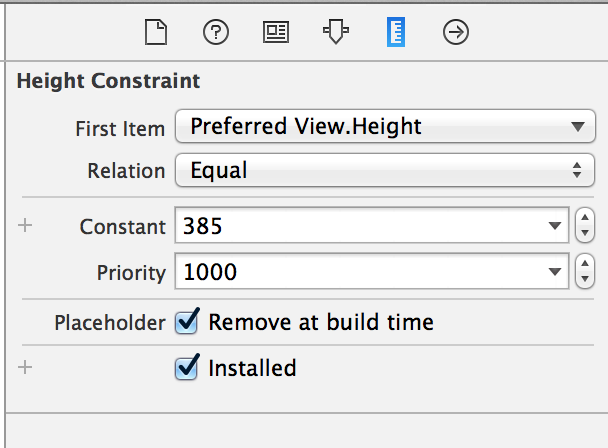 Height Constraint
First Item Preferred View.Height
Relation Equal
Constant 385
Priority 1000
Placeholder Remove at build time
Installed